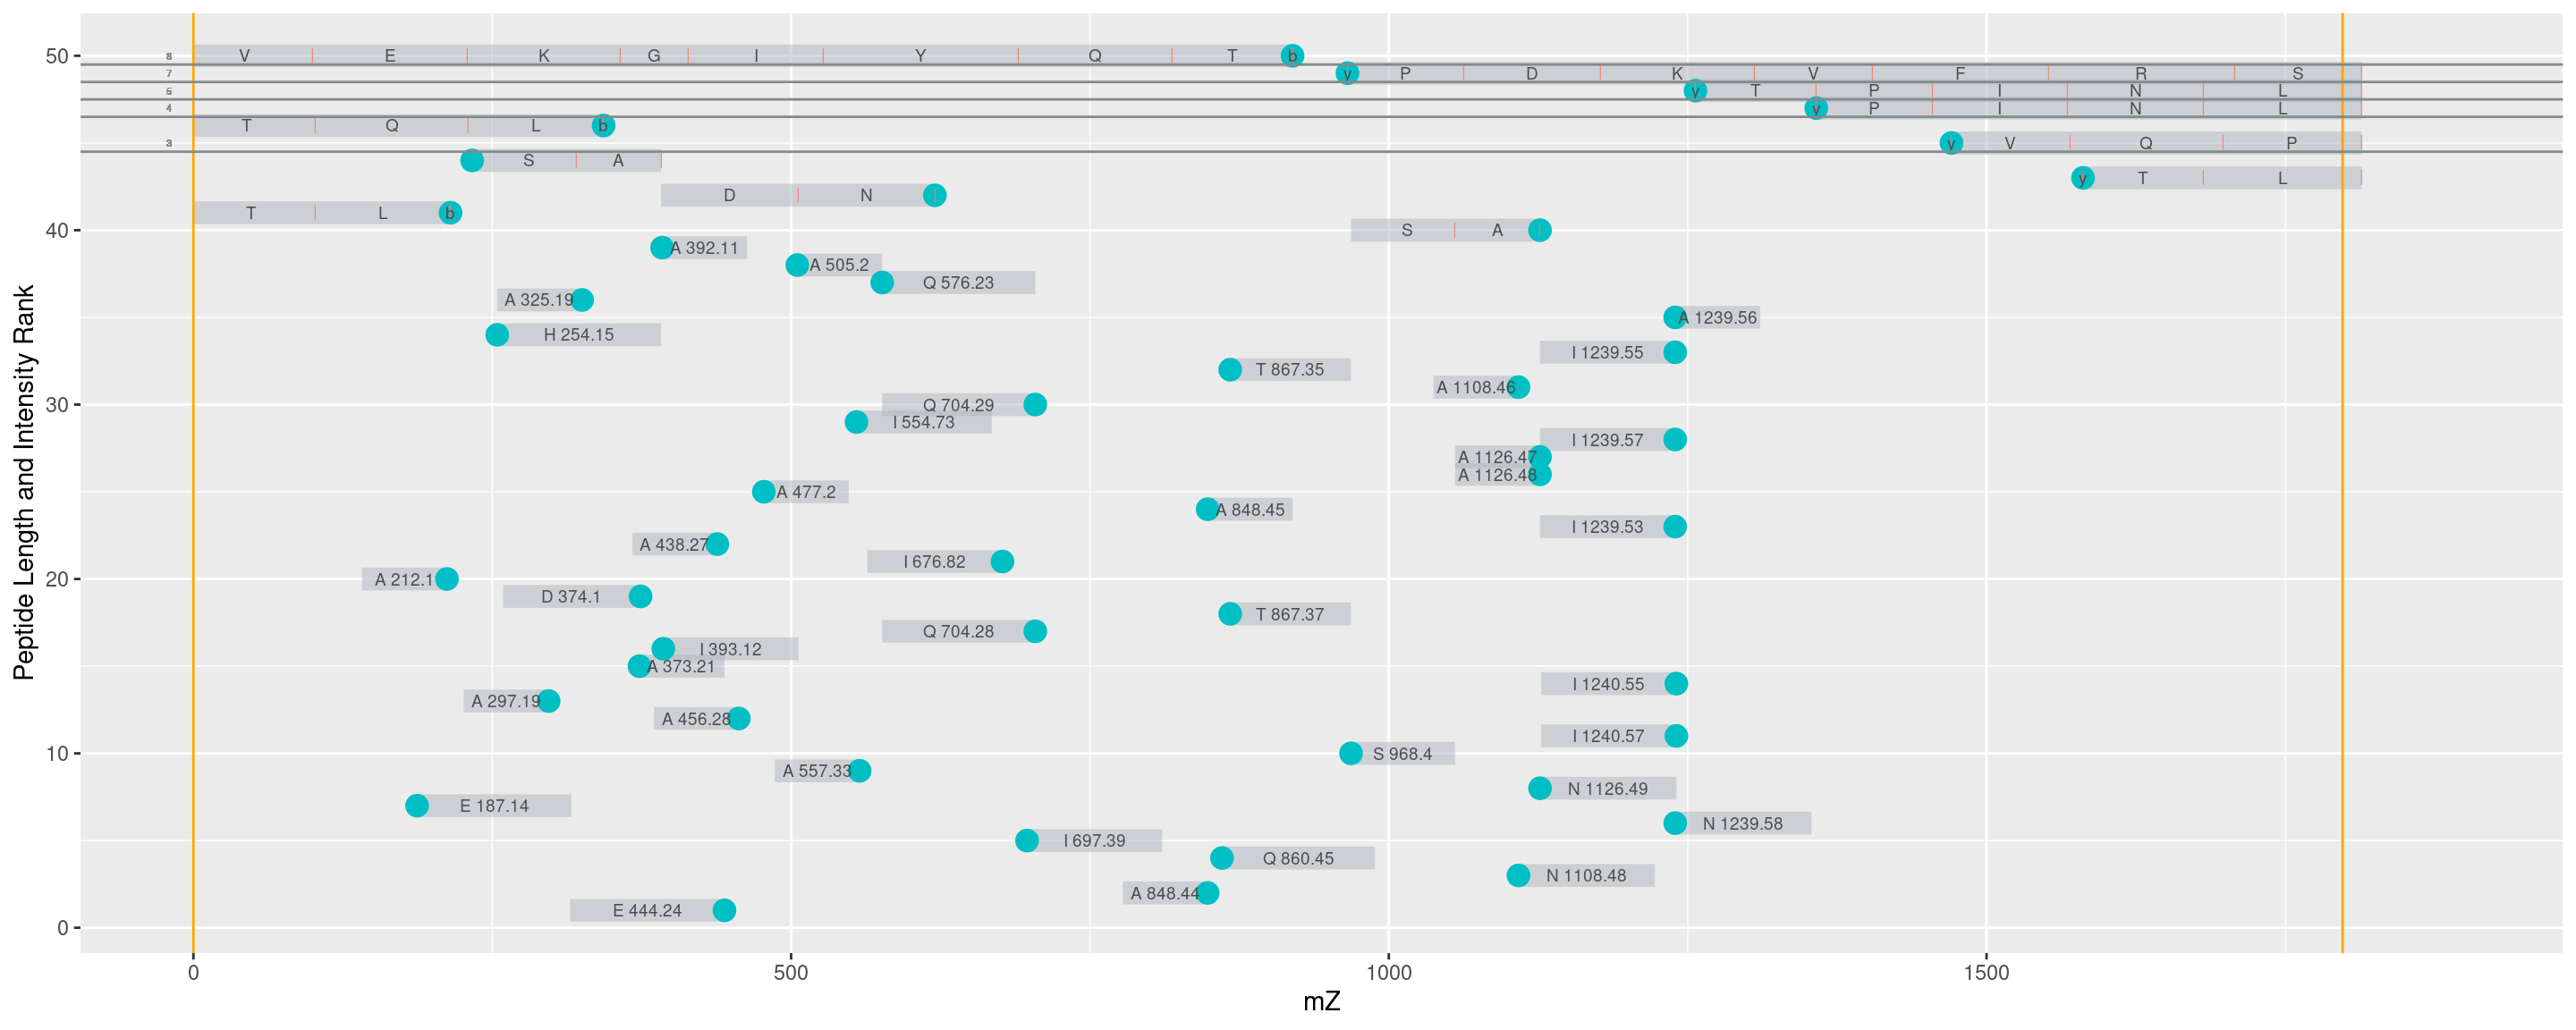 50
8
V E K G I Y Q T b
7
y P D K V F R S
y T P I N L
4
y P I N L
T Q L b
3
y V Q P
S A
y T L
D N
T L b
40
S A
A 392.11
A 505.2
Q 576.23
A 325.19
A 1239.56
H 254.15
I 1239.55
T 867.35
A 1108.46
30
Q 704.29
I 554.73
I 1239.57
A 1126.47
A 1126.48
A 477.2
A 848.45
I 1239.53
A 438.27
I 676.82
20
A 212.1
D 374.1
T 867.37
Q 704.28
I 393.12
A 373.21
I 1240.55
A 297.19
A 456.28
I 1240.57
10
S 968.4
A 557.33
N 1126.49
E 187.14
N 1239.58
I 697.39
Q 860.45
N 1108.48
A 848.44
E 444.24
0
0 500 1000 1500
mZ
Peptide Length and Intensity Rank